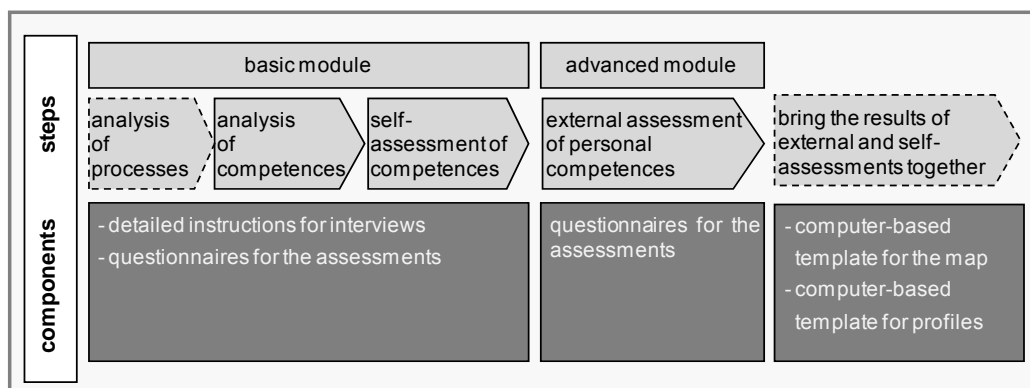 steps
basic module
advanced module
analysis
of
processes
analysis
of
competences
self-
assessment of
competences
external assessment
of personal
competences
bring the results of
external and self-
assessments together
components
- detailed instructions for interviews
- questionnaires for the assessments
questionnaires for the
assessments
- computer-based
template for the map
- computer-based
template for profiles